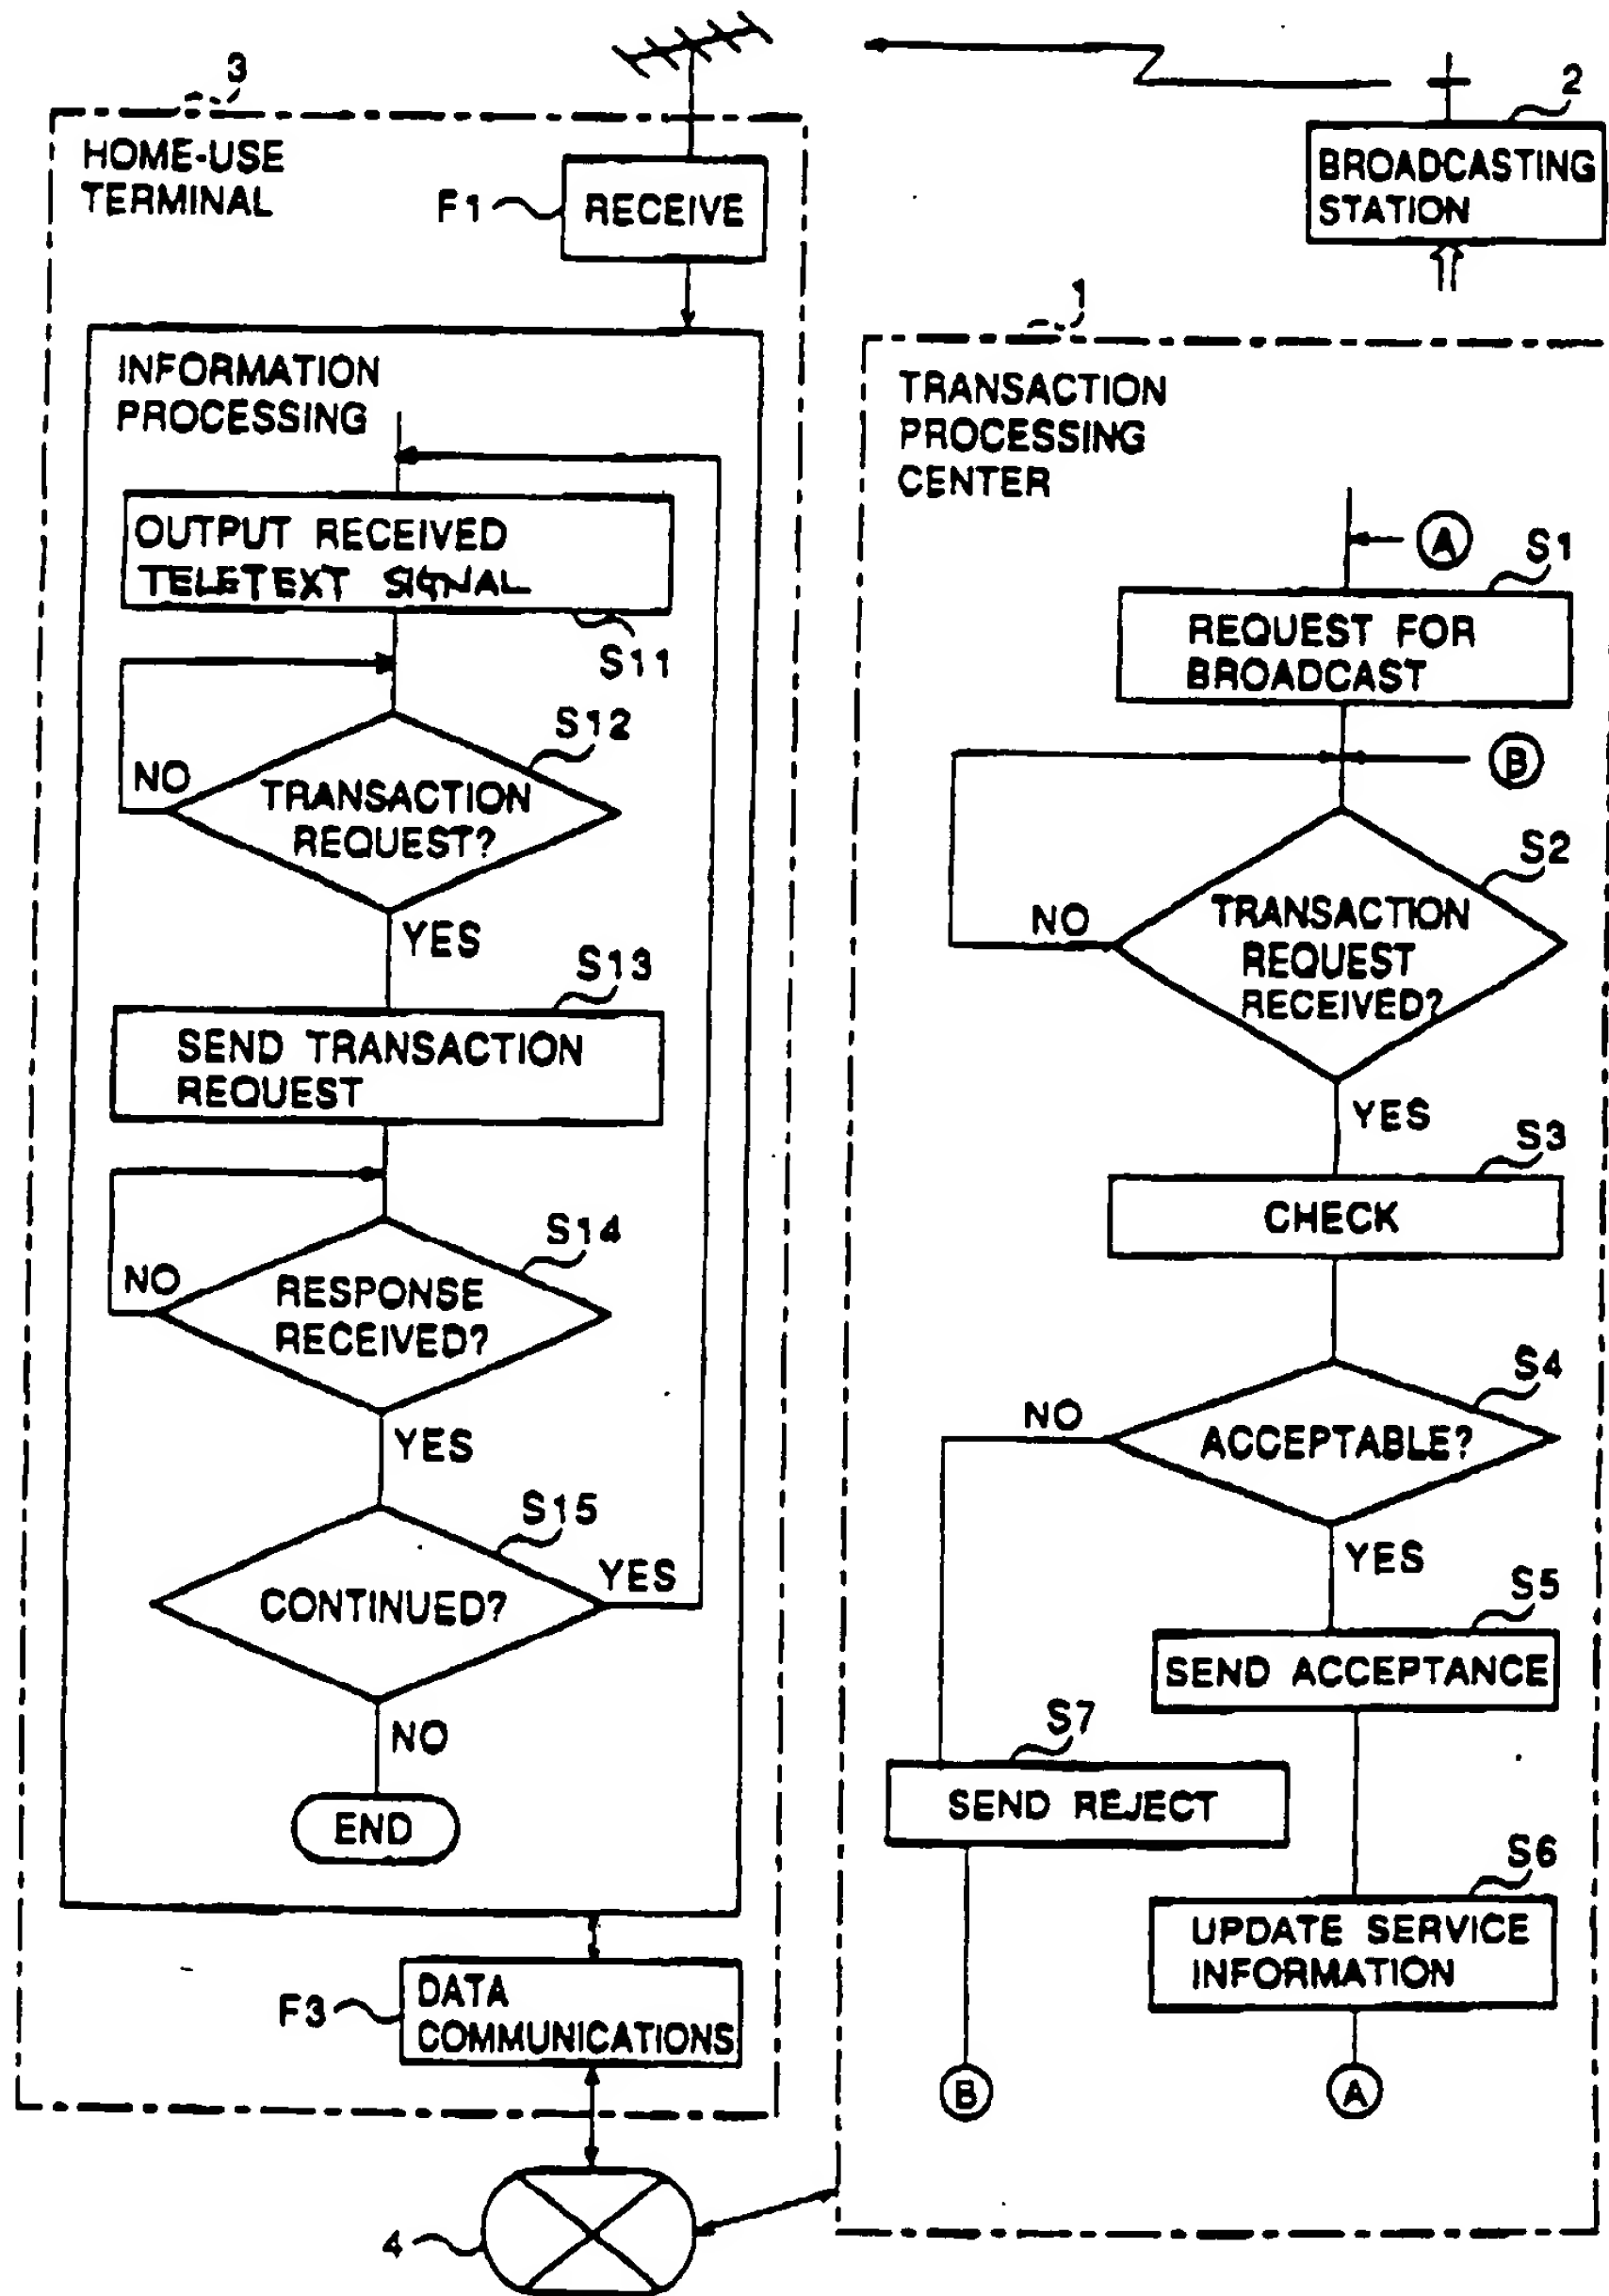 3
HOME-USE
TERMINAL
F1
RECEIVE
2
BROADCASTING
STATION
INFORMATION
PROCESSING
OUTPUT RECEIVED
TELETEXT SIGNAL
S11
S12
NO
TRANSACTION
REQUEST?
YES
S13
SEND TRANSACTION
REQUEST
S14
NO
RESPONSE
RECEIVED?
YES
S15
YES
CONTINUED?
NO
END
F3
DATA
COMMUNICATIONS
4
1
TRANSACTION
PROCESSING
CENTER
A
S1
REQUEST FOR
BROADCAST
B
S2
NO
TRANSACTION
REQUEST
RECEIVED?
YES
S3
CHECK
S4
NO
ACCEPTABLE?
YES
S5
SEND ACCEPTANCE
S7
SEND REJECT
S6
UPDATE SERVICE
INFORMATION
B
A